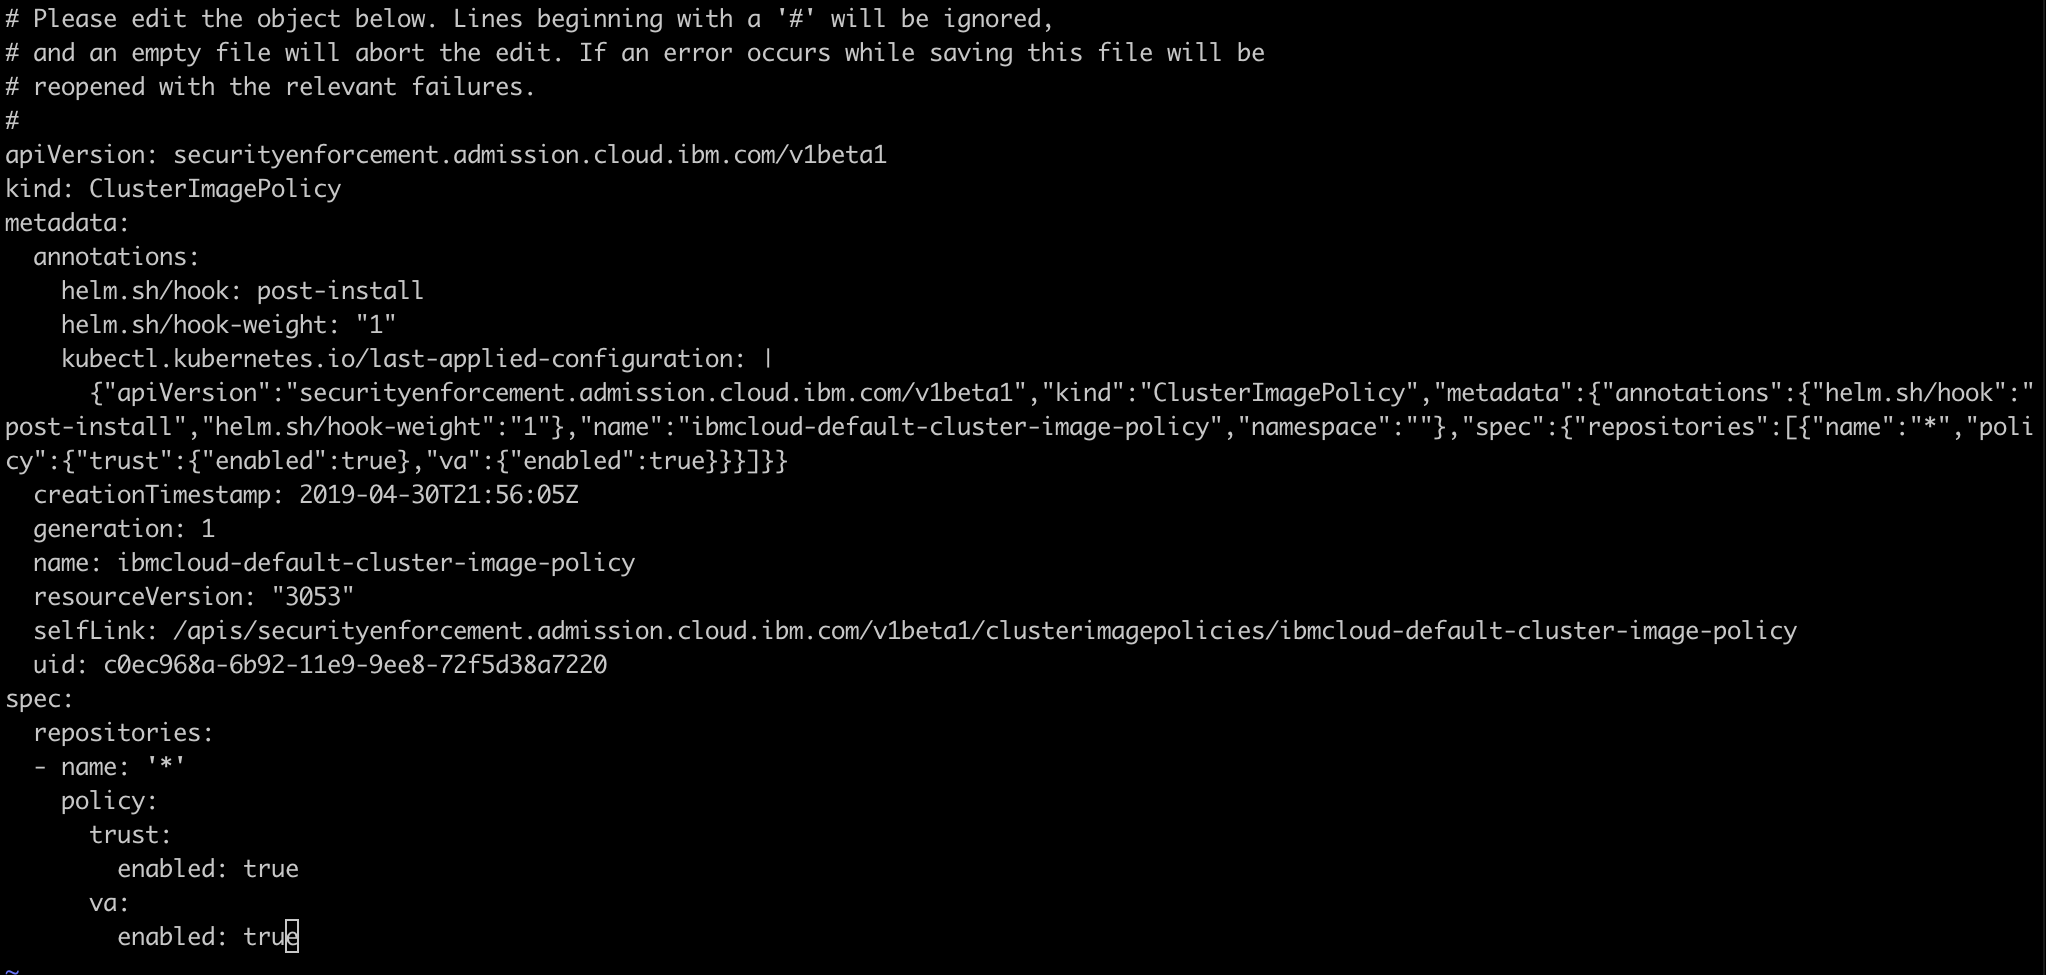 # Please edit the object below. Lines beginning with a '#' will be ignored,
# and an empty file will abort the edit. If an error occurs while saving this file will be
# reopened with the relevant failures.
#
apiVersion: securityenforcement.admission.cloud.ibm.com/v1beta1
kind: ClusterImagePolicy
metadata:
  annotations:
    helm.sh/hook: post-install
    helm.sh/hook-weight: "1"
    kubectl.kubernetes.io/last-applied-configuration: |
      {"apiVersion":"securityenforcement.admission.cloud.ibm.com/v1beta1","kind":"ClusterImagePolicy","metadata":{"annotations":{"helm.sh/hook":"
post-install","helm.sh/hook-weight":"1"},"name":"ibmcloud-default-cluster-image-policy","namespace":""},"spec":{"repositories":[{"name":"*","poli
cy":{"trust":{"enabled":true},"va":{"enabled":true}}}]}}
  creationTimestamp: 2019-04-30T21:56:05Z
  generation: 1
  name: ibmcloud-default-cluster-image-policy
  resourceVersion: "3053"
  selfLink: /apis/securityenforcement.admission.cloud.ibm.com/v1beta1/clusterimagepolicies/ibmcloud-default-cluster-image-policy
  uid: c0ec968a-6b92-11e9-9ee8-72f5d38a7220
spec:
  repositories:
  - name: '*'
    policy:
      trust:
        enabled: true
      va:
        enabled: true
~